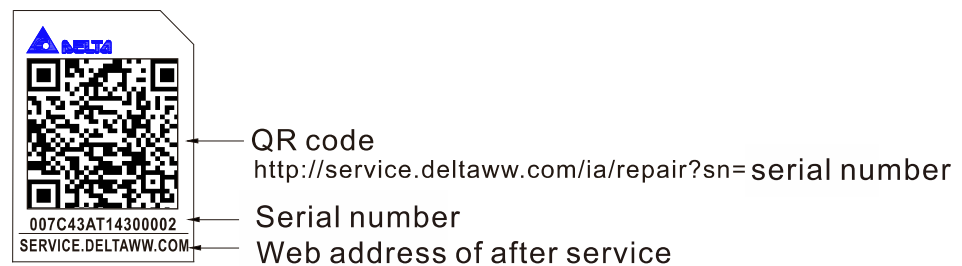 DELTA
QR code
http://service.deltaww.com/ia/repair?sn= serial number
007C43AT14300002
Serial number
SERVICE.DELTAWW.COM
Web address of after service